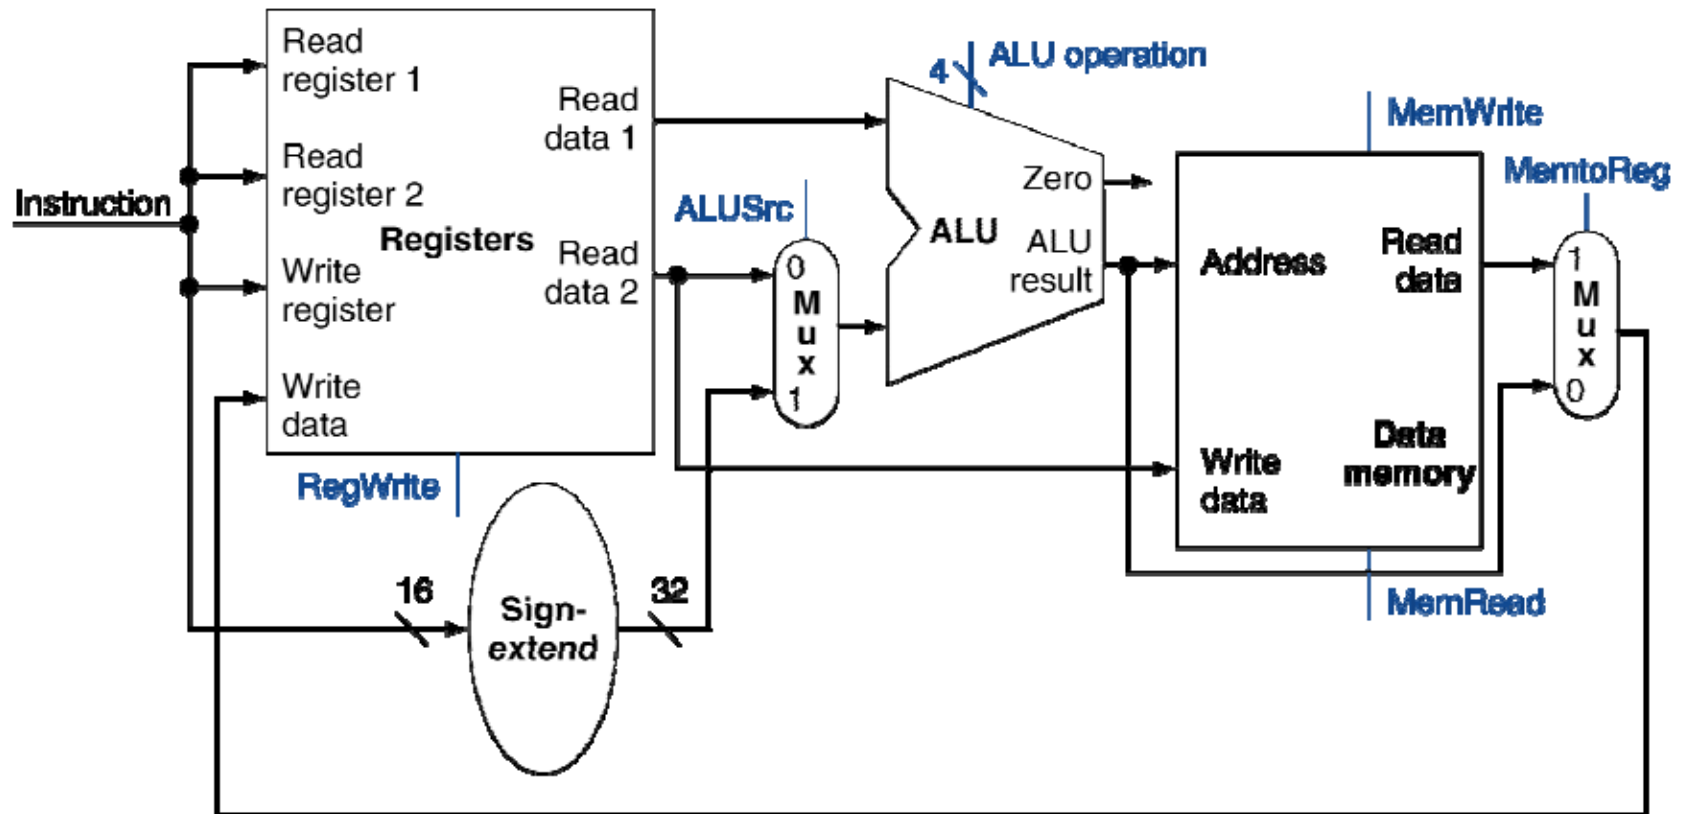 Instruction
Read
register 1
Read
register 2
Registers
Write
register
Write
data
Read
data 1
Read
data 2
RegWrite
16
Sign-
extend
32
ALUSrc
0
M
u
x
1
4
ALU operation
ALU
Zero
ALU
result
MemWrite
Address
Read
data
Write
data
Data
memory
MemRead
MemtoReg
1
M
u
x
0